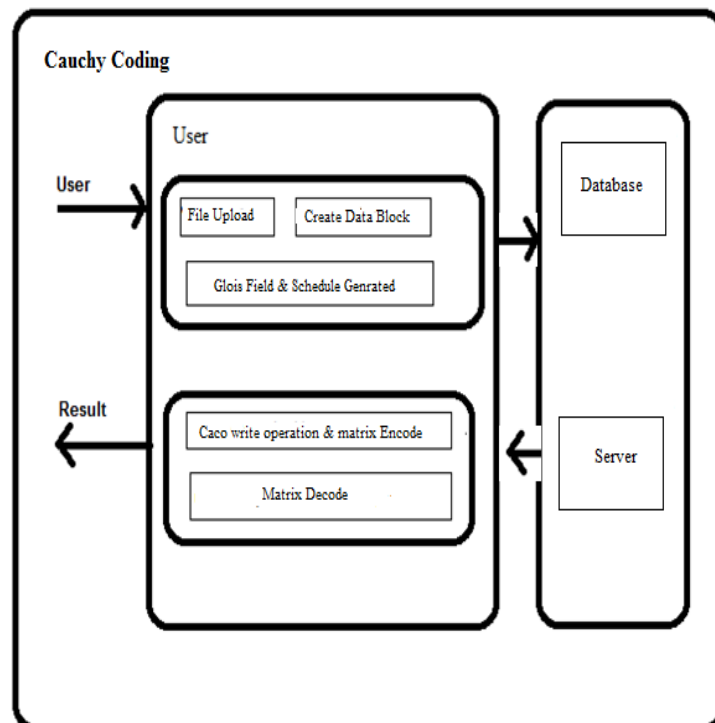 Cauchy Coding
User
User
File Upload
Create Data Block
Glois Field & Schedule Genrated
Database
Result
Caco write operation & matrix Encode
Matrix Decode
Server